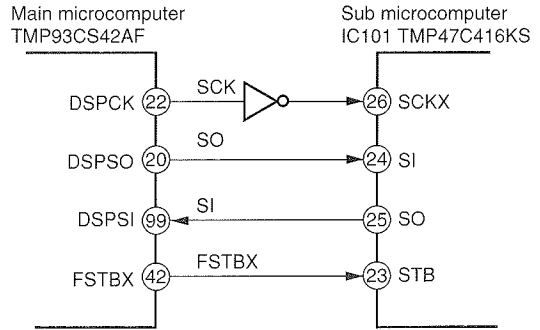 Main microcomputer
TMP93CS42AF
Sub microcomputer
IC101 TMP47C416KS
DSPCK 22 SCK 26 SCKX
DSPSO 20 SO 24 SI
DSPSI 99 SI 25 SO
FSTBX 42 FSTBX 23 STB